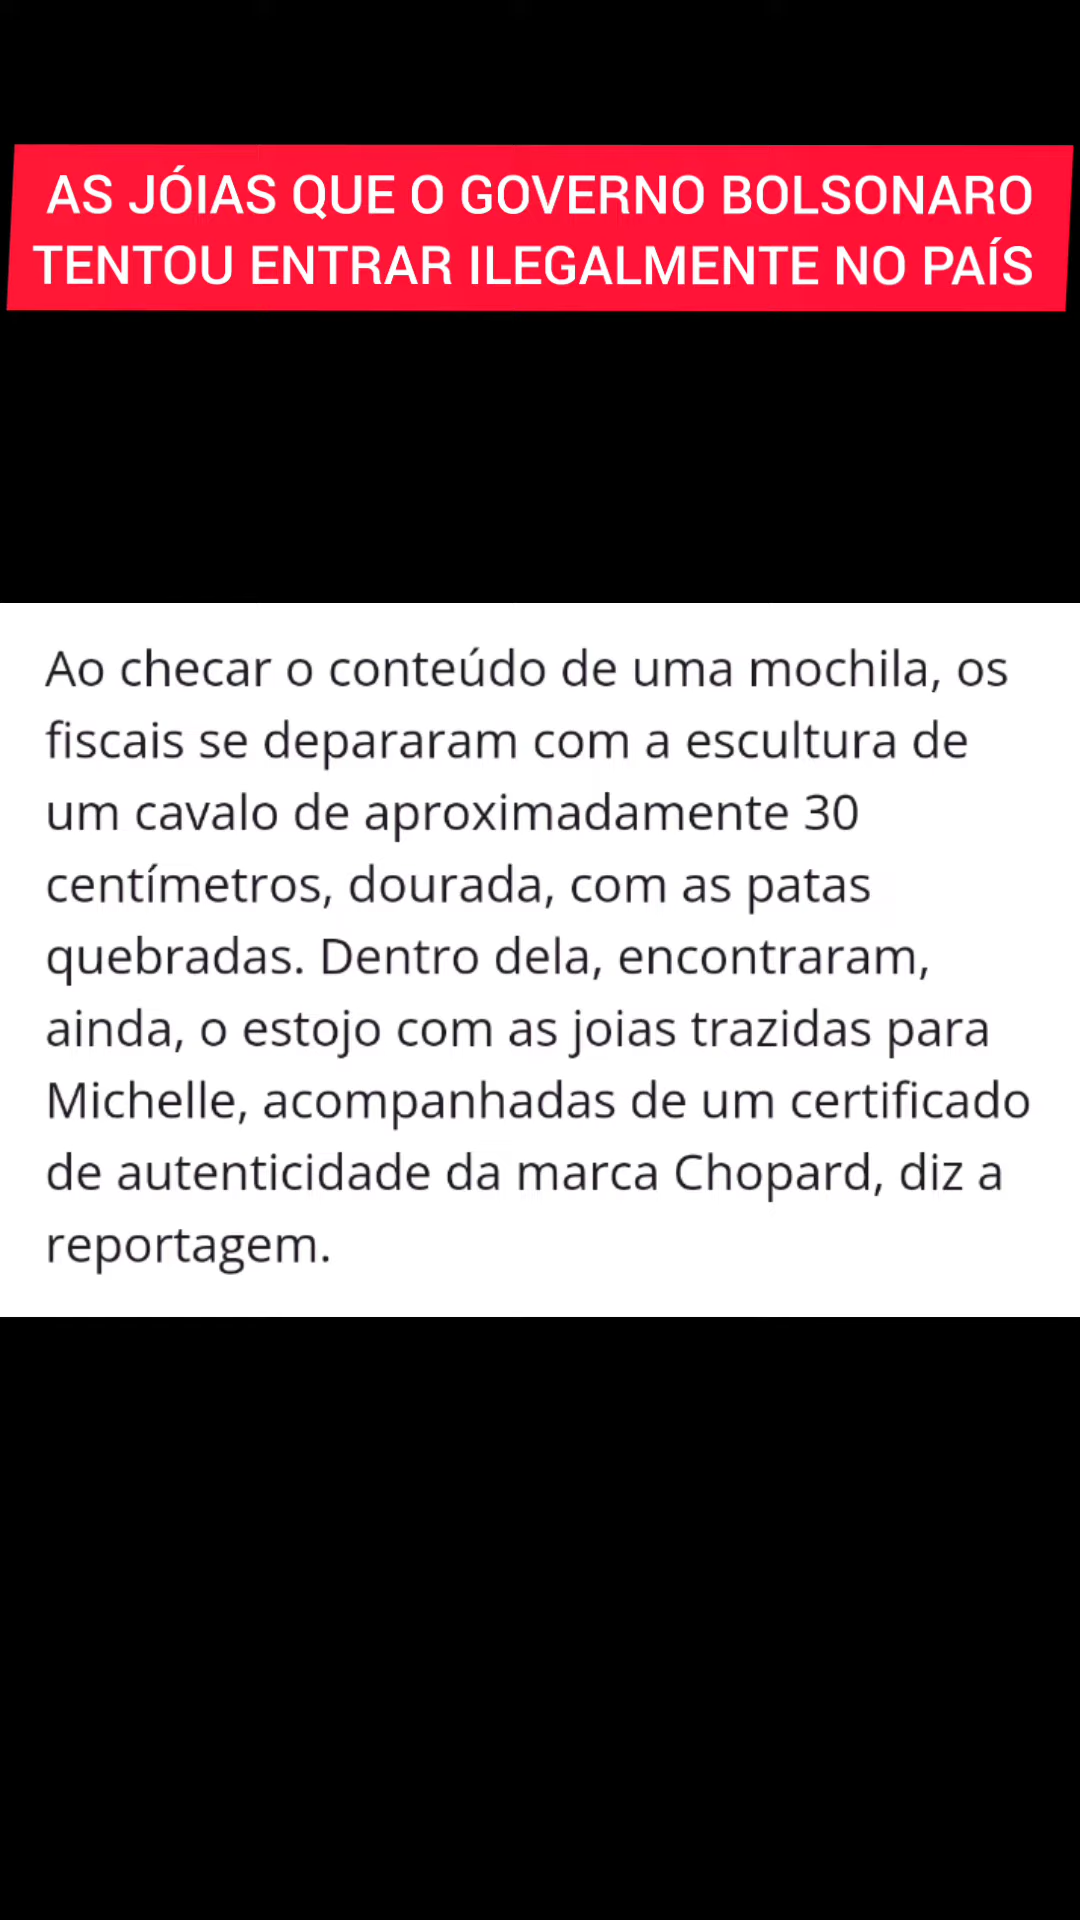 AS JÓIAS QUE O GOVERNO BOLSONARO
TENTOU ENTRAR ILEGALMENTE NO PAÍS
Ao checar o conteúdo de uma mochila, os
fiscais se depararam com a escultura de
um cavalo de aproximadamente 30
centímetros, dourada, com as patas
quebradas. Dentro dela, encontraram,
ainda, o estojo com as joias trazidas para
Michelle, acompanhadas de um certificado
de autenticidade da marca Chopard, diz a
reportagem.